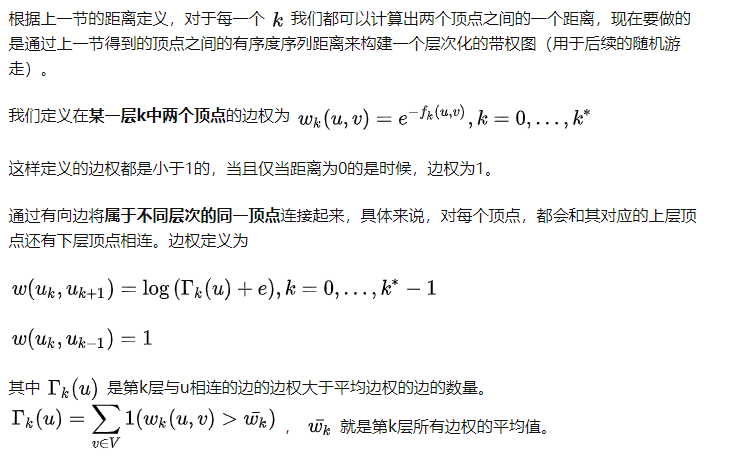 根据上一节的距离定义，对于每一个 k 我们都可以计算出两个顶点之间的一个距离，现在要做的
是通过上一节得到的顶点之间的有序度序列距离来构建一个层次化的带权图（用于后续的随机游
走）。
我们定义在某一层k中两个顶点的边权为 w_k(u, v) = e^{-f_k(u,v)}, k = 0, . . . , k^*
这样定义的边权都是小于1的，当且仅当距离为0的是时候，边权为1。
通过有向边将属于不同层次的同一顶点连接起来，具体来说，对每个顶点，都会和其对应的上层顶
点还有下层顶点相连。边权定义为
w(u_k, u_{k+1}) = log (Γ_k(u) + e), k = 0, . . . , k^* − 1
w(u_k, u_{k−1}) = 1
其中 Γ_k(u) 是第k层与u相连的边的边权大于平均边权的边的数量。
Γ_k(u) = ∑_{v∈V} 1(w_k(u, v) > \bar{w_k}) ， \bar{w_k} 就是第k层所有边权的平均值。